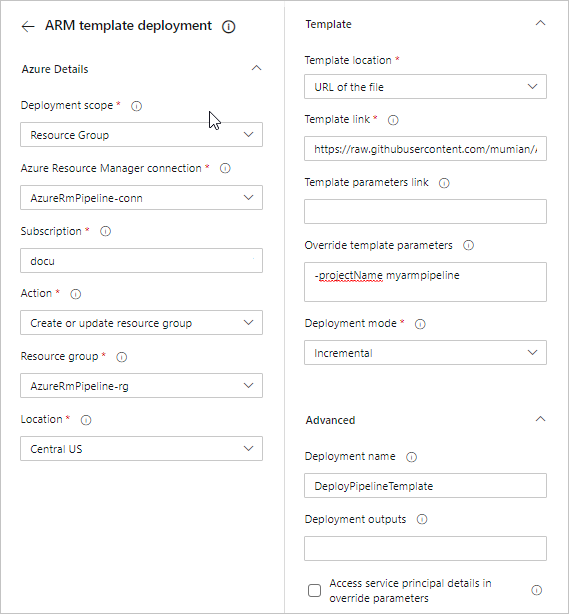 ARM template deployment
Azure Details
Deployment scope *
Resource Group
Azure Resource Manager connection *
AzureRmPipeline-conn
Subscription *
docu
Action *
Create or update resource group
Resource group *
AzureRmPipeline-rg
Location *
Central US
Template
Template location *
URL of the file
Template link *
https://raw.githubusercontent.com/mumian/
Template parameters link
Override template parameters
-projectName myarmpipeline
Deployment mode *
Incremental
Advanced
Deployment name
DeployPipelineTemplate
Deployment outputs
Access service principal details in
override parameters